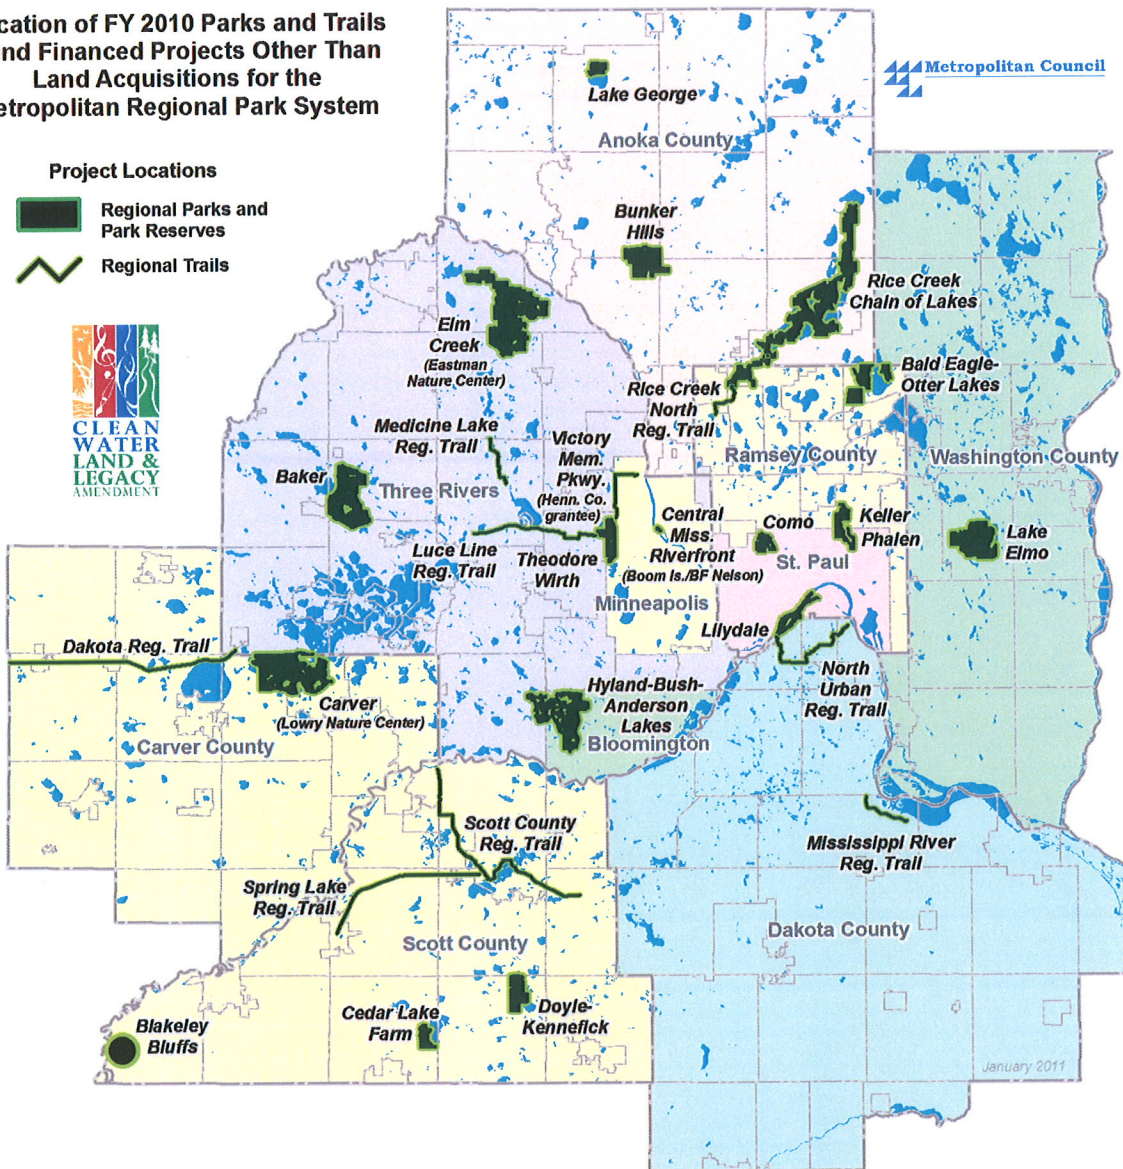 cation of FY 2010 Parks and Trails
nd Financed Projects Other Than
Land Acquisitions for the
etropolitan Regional Park System
Metropolitan Council
Project Locations
Regional Parks and
Park Reserves
Regional Trails
CLEAN
WATER
LAND &
LEGACY
AMENDMENT
Lake George
Anoka County
Bunker
Hills
Rice Creek
Chain of Lakes
Elm
Creek
(Eastman
Nature Center)
Bald Eagle-
Otter Lakes
Rice Creek
North
Reg. Trail
Medicine Lake
Reg. Trail
Victory
Mem.
Pkwy.
(Henn. Co.
grantee)
Ramsey County
Washington County
Baker
Three Rivers
Central
Miss.
Riverfront
(Boom Is./BF Nelson)
Como
Keller
Phalen
Lake
Elmo
Luce Line
Reg. Trail
Theodore
Wirth
St. Paul
Minneapolis
Lilydale
Dakota Reg. Trail
North
Urban
Reg. Trail
Carver
(Lowry Nature Center)
Hyland-Bush-
Anderson
Lakes
Bloomington
Carver County
Scott County
Reg. Trail
Mississippi River
Reg. Trail
Spring Lake
Reg. Trail
Scott County
Dakota County
Cedar Lake
Farm
Doyle-
Kennefick
Blakeley
Bluffs
January 2011